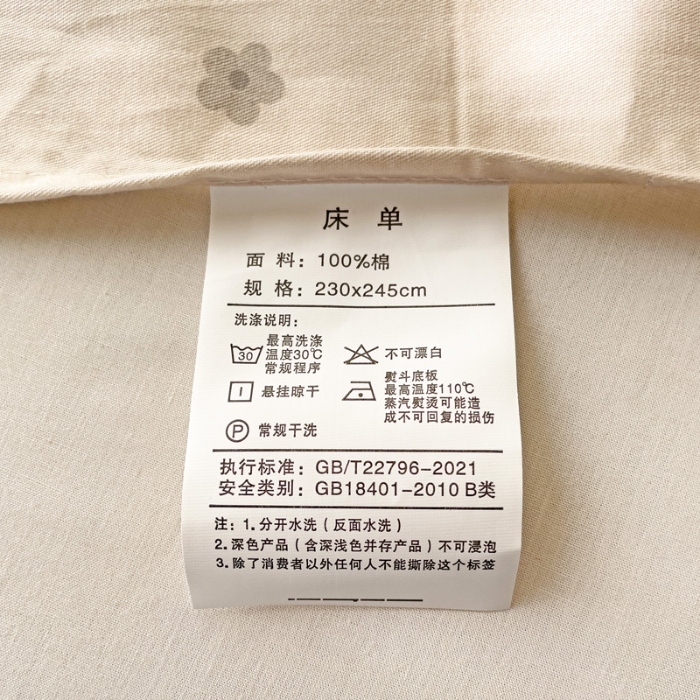 床 单
面 料：100%棉
规 格：230x245cm
洗涤说明：
30
最高洗涤
温度30℃
常规程序
不可漂白
悬挂晾干
熨斗底板
最高温度110℃
蒸汽熨烫可能造
成不可回复的损伤
P
常规干洗
执行标准：GB/T22796-2021
安全类别：GB18401-2010 B类
注：1.分开水洗（反面水洗）
2.深色产品（含深浅色并存产品）不可浸泡
3.除了消费者以外任何人不能撕除这个标签